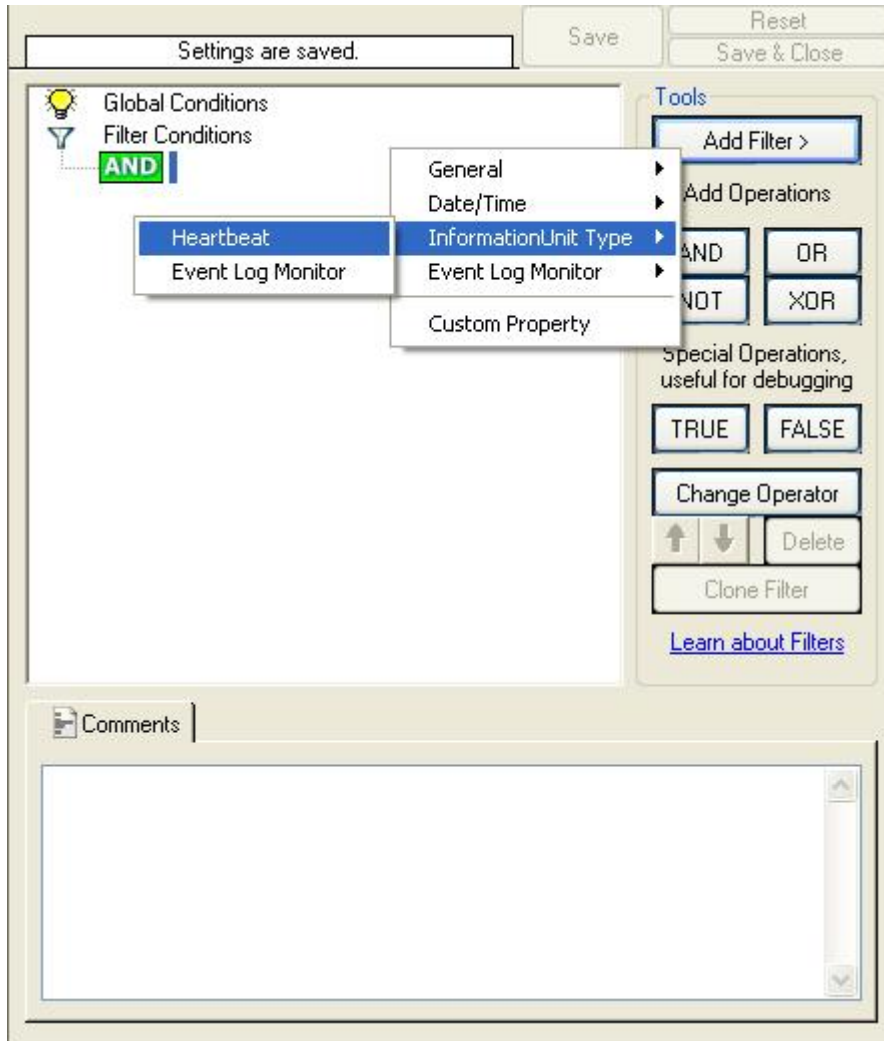 Settings are saved.
Save
Reset
Save & Close
Global Conditions
Filter Conditions
AND
General
Date/Time
InformationUnit Type
Event Log Monitor
Custom Property
Heartbeat
Event Log Monitor
Tools
Add Filter >
Add Operations
AND
OR
NOT
XOR
Special Operations,
useful for debugging
TRUE
FALSE
Change Operator
Delete
Clone Filter
Learn about Filters
Comments